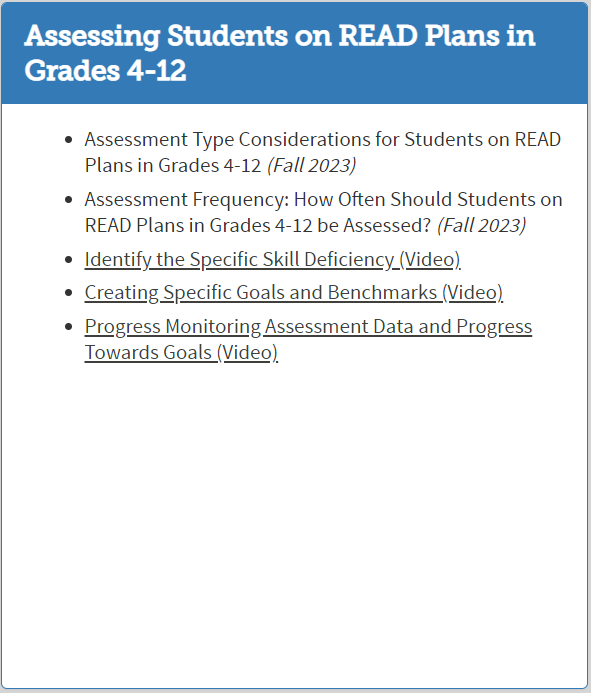 Assessing Students on READ Plans in
Grades 4-12
• Assessment Type Considerations for Students on READ
Plans in Grades 4-12 (Fall 2023)
• Assessment Frequency: How Often Should Students on
READ Plans in Grades 4-12 be Assessed? (Fall 2023)
• Identify the Specific Skill Deficiency (Video)
• Creating Specific Goals and Benchmarks (Video)
• Progress Monitoring Assessment Data and Progress
Towards Goals (Video)